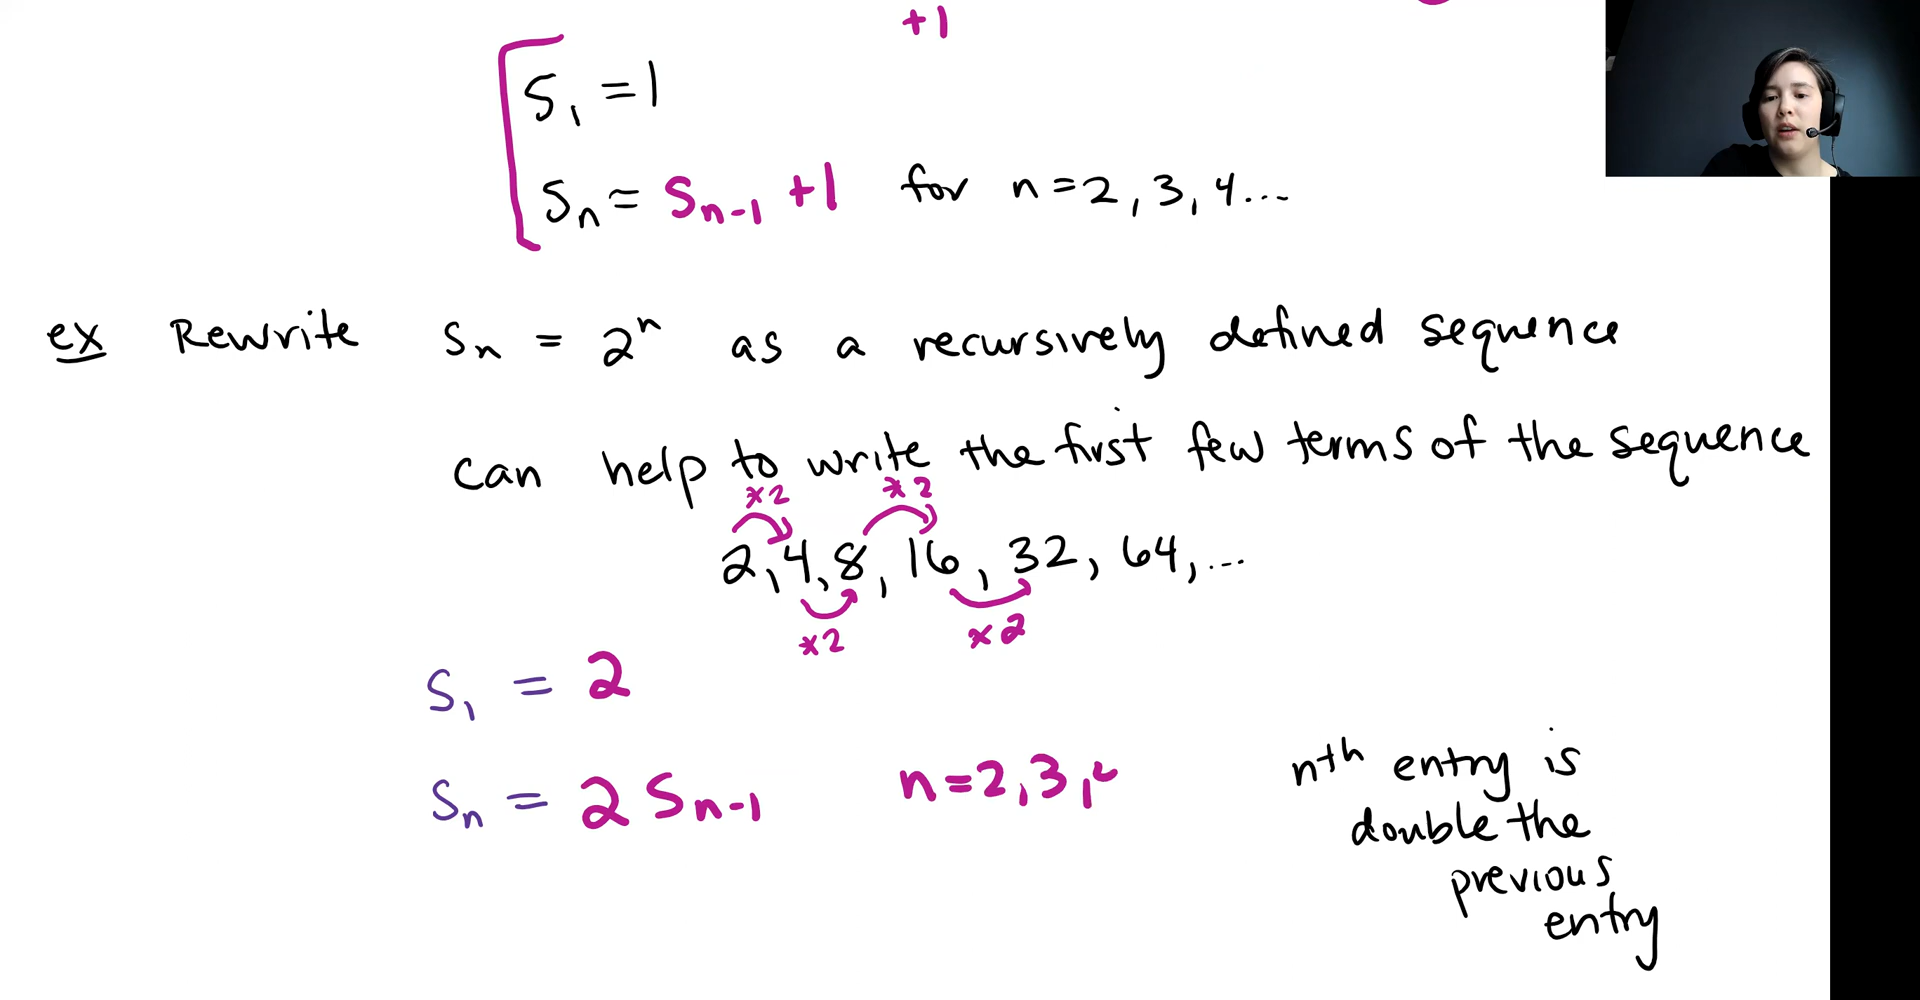 +1
S₁ = 1
Sₙ = Sₙ₋₁ +1 for n=2, 3, 4...
ex Rewrite Sₙ = 2ⁿ as a recursively defined sequence
can help to write the first few terms of the sequence
*2 *2
2, 4, 8, 16, 32, 64, ...
*2 *2
S₁ = 2
Sₙ = 2 Sₙ₋₁ n=2,3,
nth entry is
double the
previous
entry